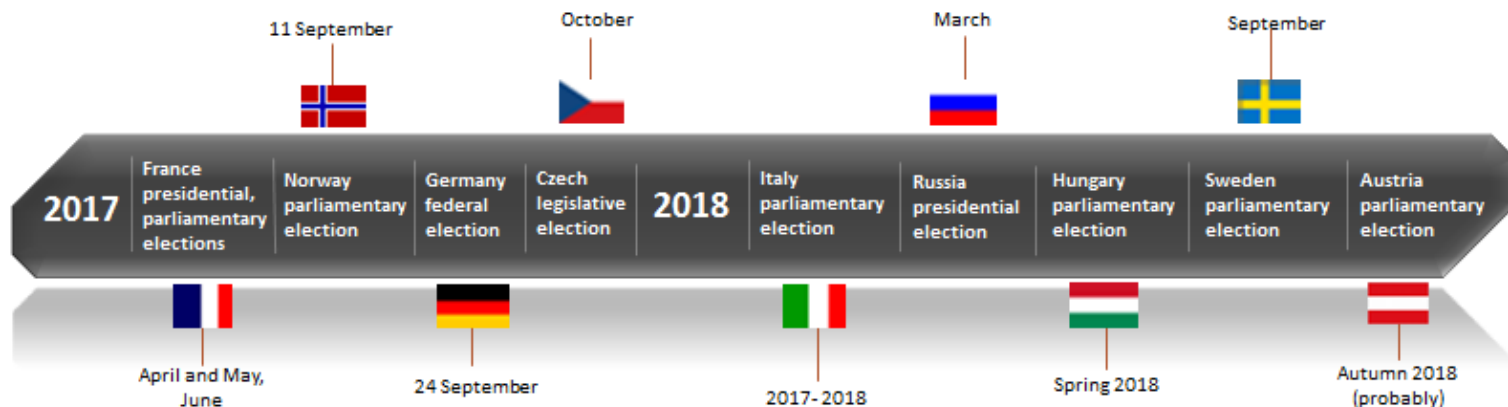 11 September
October
March
September
2017
France
presidential,
parliamentary
elections
Norway
parliamentary
election
Germany
federal
election
Czech
legislative
election
2018
Italy
parliamentary
election
Russia
presidential
election
Hungary
parliamentary
election
Sweden
parliamentary
election
Austria
parliamentary
election
April and May,
June
24 September
2017- 2018
Spring 2018
Autumn 2018
(probably)